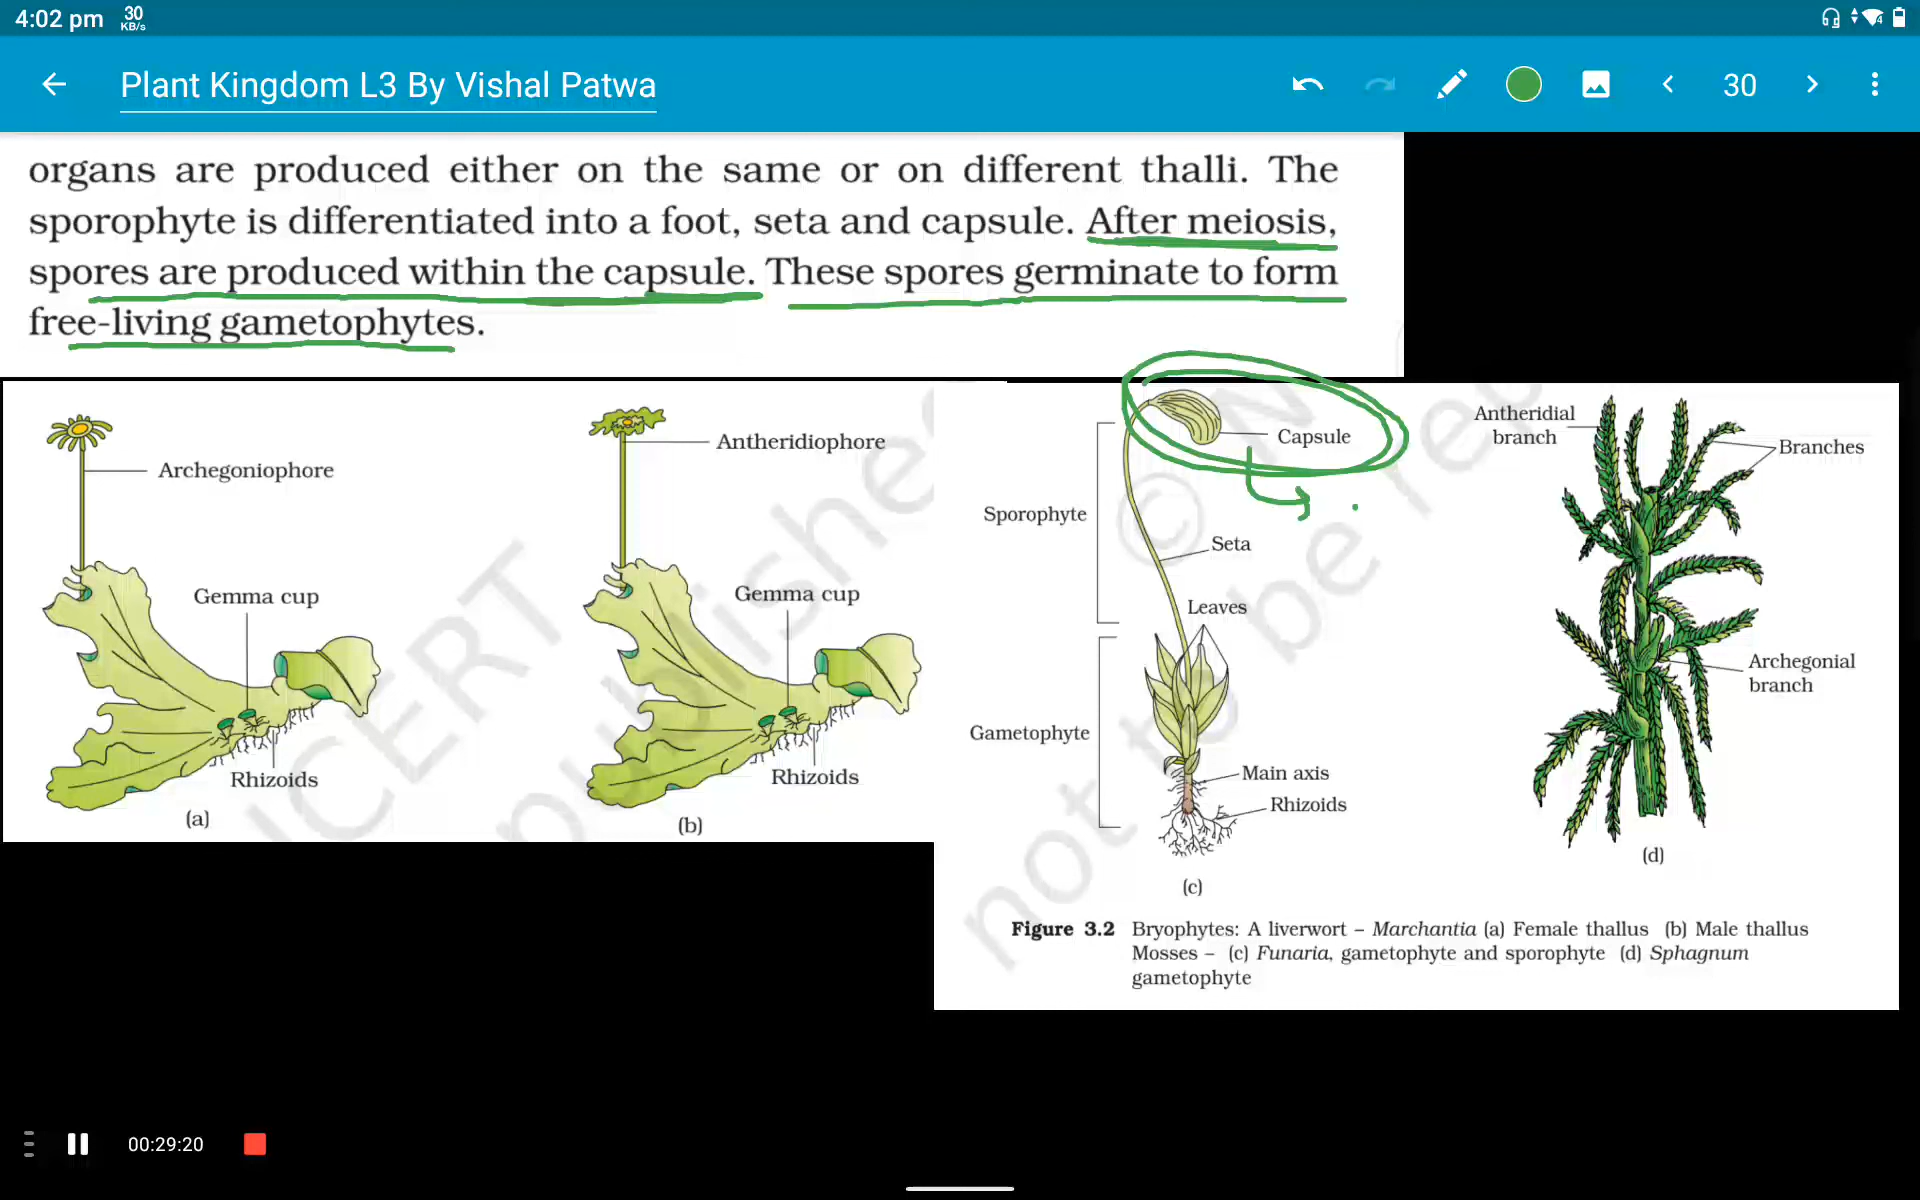 4:02 pm 30 KB/s
Plant Kingdom L3 By Vishal Patwa
30
organs are produced either on the same or on different thalli. The
sporophyte is differentiated into a foot, seta and capsule. After meiosis,
spores are produced within the capsule. These spores germinate to form
free-living gametophytes.
Archegoniophore
Gemma cup
Rhizoids
(a)
Antheridiophore
Gemma cup
Rhizoids
(b)
Capsule
Sporophyte
Seta
Leaves
Gametophyte
Main axis
Rhizoids
(c)
Antheridial
branch
Branches
Archegonial
branch
(d)
Figure 3.2 Bryophytes: A liverwort – Marchantia (a) Female thallus (b) Male thallus
Mosses – (c) Funaria, gametophyte and sporophyte (d) Sphagnum
gametophyte
not to be rep
00:29:20